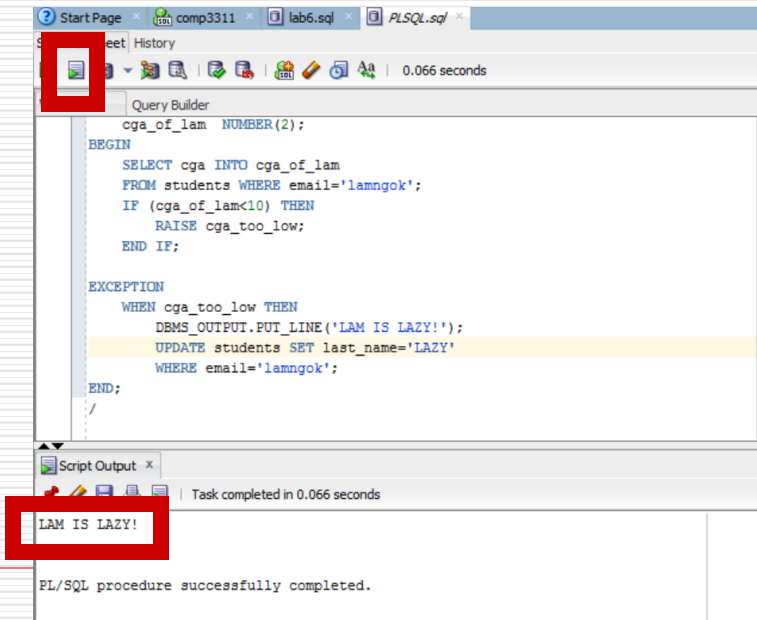 Start Page
comp3311
lab6.sql
PLSQL.sql
eet History
0.066 seconds
Query Builder
cga_of_lam NUMBER(2);
BEGIN
SELECT cga INTO cga_of_lam
FROM students WHERE email='lamngok';
IF (cga_of_lam<10) THEN
RAISE cga_too_low;
END IF;
EXCEPTION
WHEN cga_too_low THEN
DBMS_OUTPUT.PUT_LINE('LAM IS LAZY!');
UPDATE students SET last_name='LAZY'
WHERE email='lamngok';
END;
/
Script Output x
Task completed in 0.066 seconds
LAM IS LAZY!
PL/SQL procedure successfully completed.